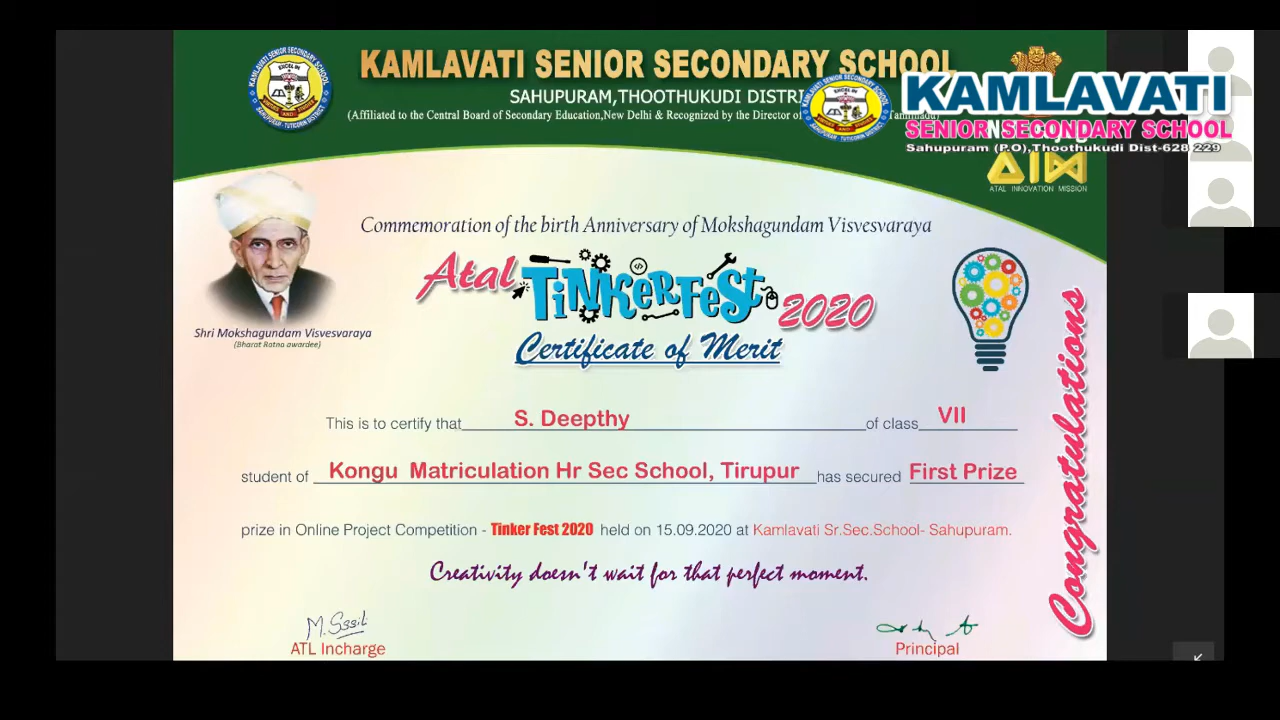 KAMLAVATI SENIOR SECONDARY SCHOOL
SAHUPURAM,THOOTHUKUDI DISTRI
(Affiliated to the Central Board of Secondary Education,New Delhi & Recognized by the Director of
KAMLAVATI
SENIOR SECONDARY SCHOOL
Sahupuram (P.O),Thoothukudi Dist-628 229
AIM
ATAL INNOVATION MISSION
Commemoration of the birth Anniversary of Mokshagundam Visvesvaraya
Atal TiNKeRFeSt 2020
Certificate of Merit
Shri Mokshagundam Visvesvaraya
(Bharat Ratna awardee)
This is to certify that S. Deepthy of class VII
student of Kongu Matriculation Hr Sec School, Tirupur has secured First Prize
prize in Online Project Competition - Tinker Fest 2020 held on 15.09.2020 at Kamlavati Sr.Sec.School- Sahupuram.
Creativity doesn't wait for that perfect moment.
Congratulations
ATL Incharge
Principal